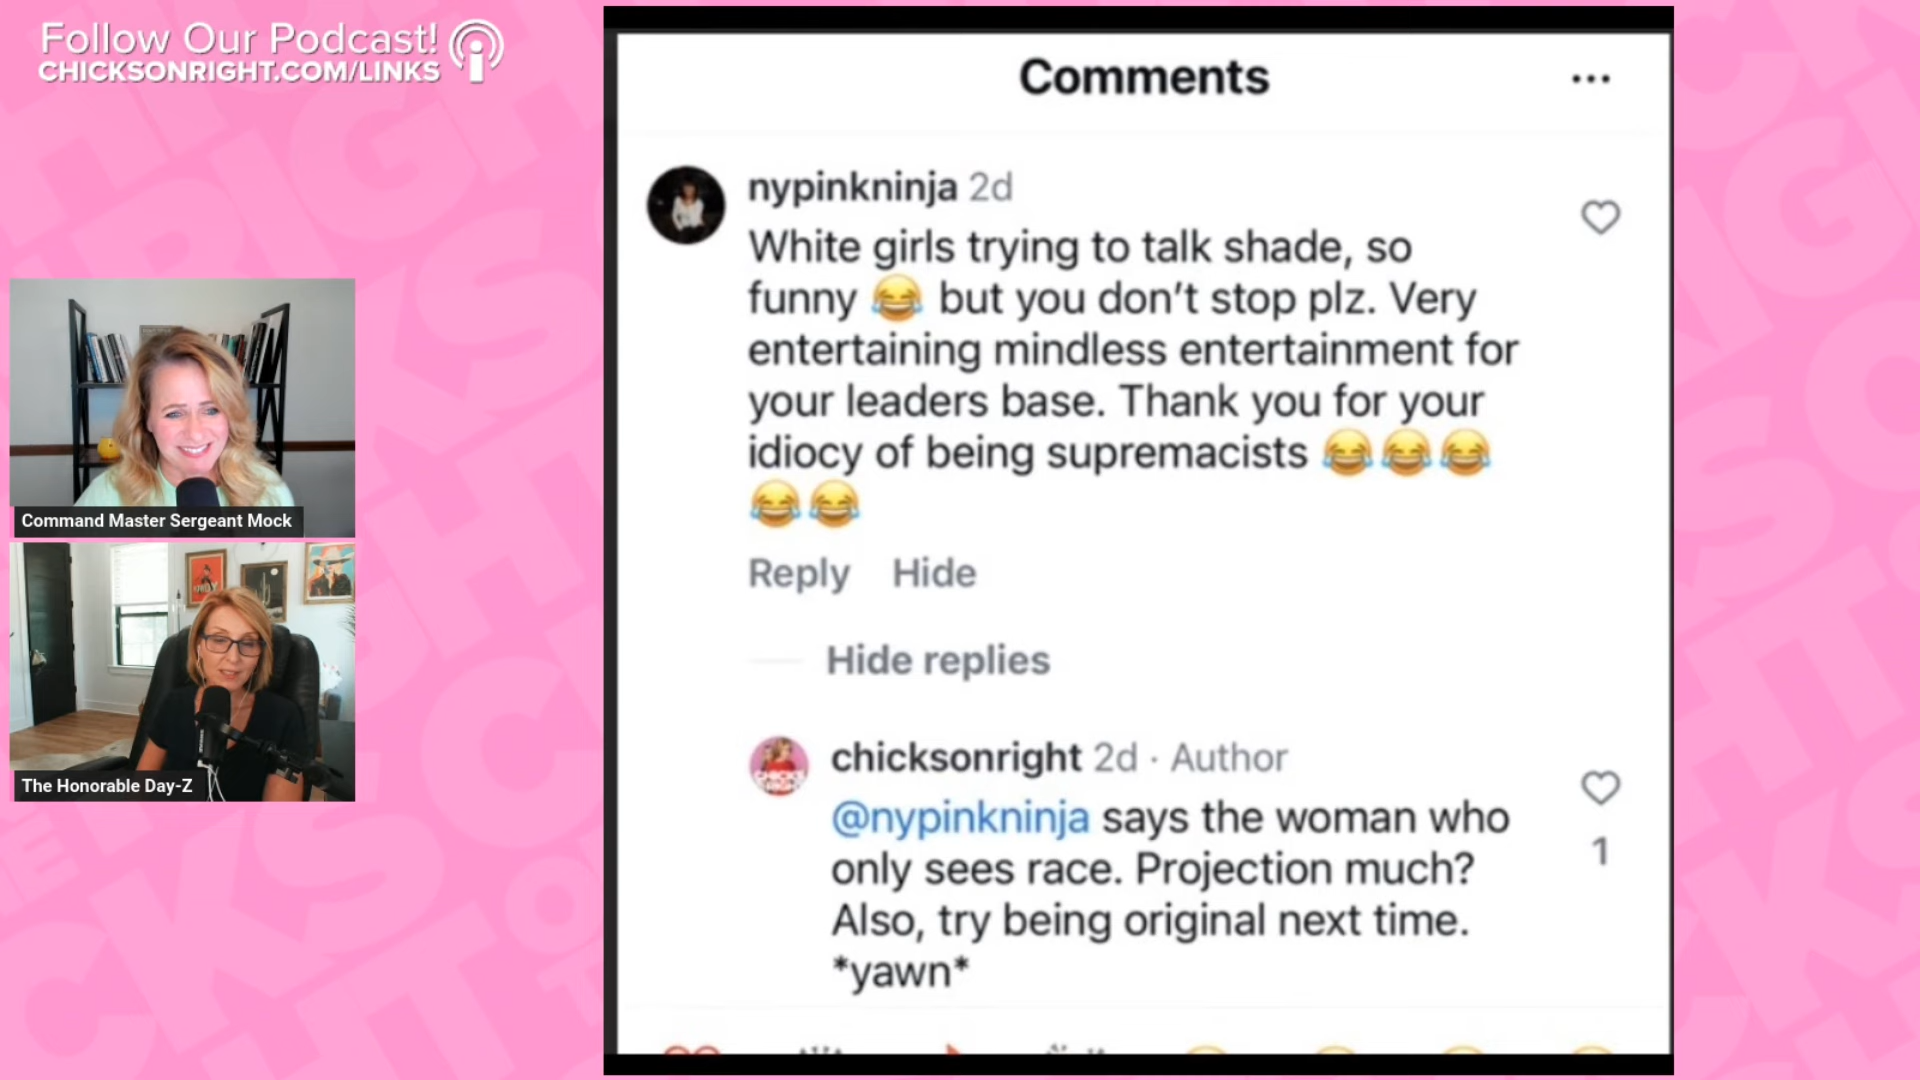 Follow Our Podcast!
CHICKSONRIGHT.COM/LINKS
Comments
nypinkninja 2d
White girls trying to talk shade, so
funny 😂 but you don't stop plz. Very
entertaining mindless entertainment for
your leaders base. Thank you for your
idiocy of being supremacists 😂😂😂
😂😂
Reply Hide
Hide replies
chicksonright 2d · Author
@nypinkninja says the woman who
only sees race. Projection much?
Also, try being original next time.
*yawn*
1
Command Master Sergeant Mock
The Honorable Day-Z